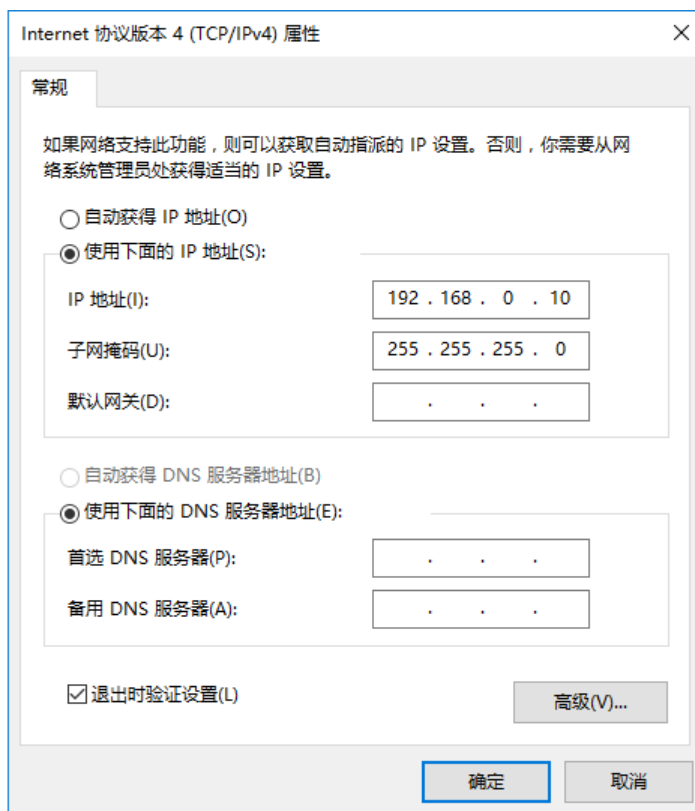 Internet 协议版本 4 (TCP/IPv4) 属性
常规
如果网络支持此功能，则可以获取自动指派的 IP 设置。否则，你需要从网
络系统管理员处获得适当的 IP 设置。
自动获得 IP 地址(O)
使用下面的 IP 地址(S):
IP 地址(I): 192 . 168 . 0 . 10
子网掩码(U): 255 . 255 . 255 . 0
默认网关(D): . . .
自动获得 DNS 服务器地址(B)
使用下面的 DNS 服务器地址(E):
首选 DNS 服务器(P): . . .
备用 DNS 服务器(A): . . .
退出时验证设置(L)
高级(V)...
确定 取消